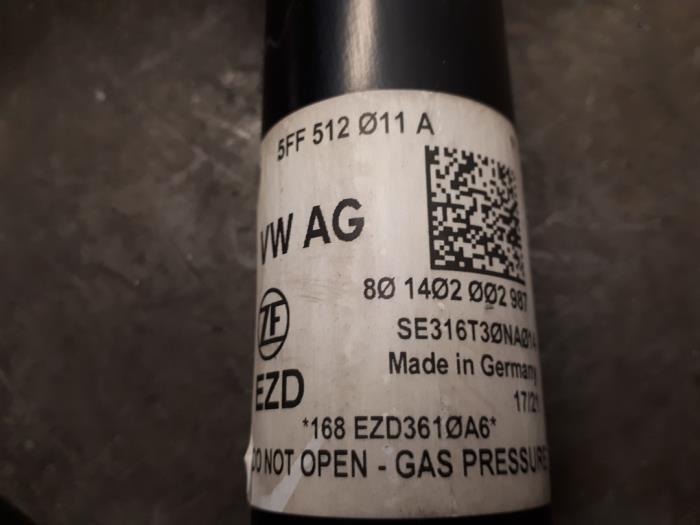 5FF 512 Ø11 A
VW AG
8Ø 14Ø2 ØØ2 987
ZF
SE316T3ØNAØ14
Made in Germany
EZD
17/21
*168 EZD361ØA6*
DO NOT OPEN - GAS PRESSURE